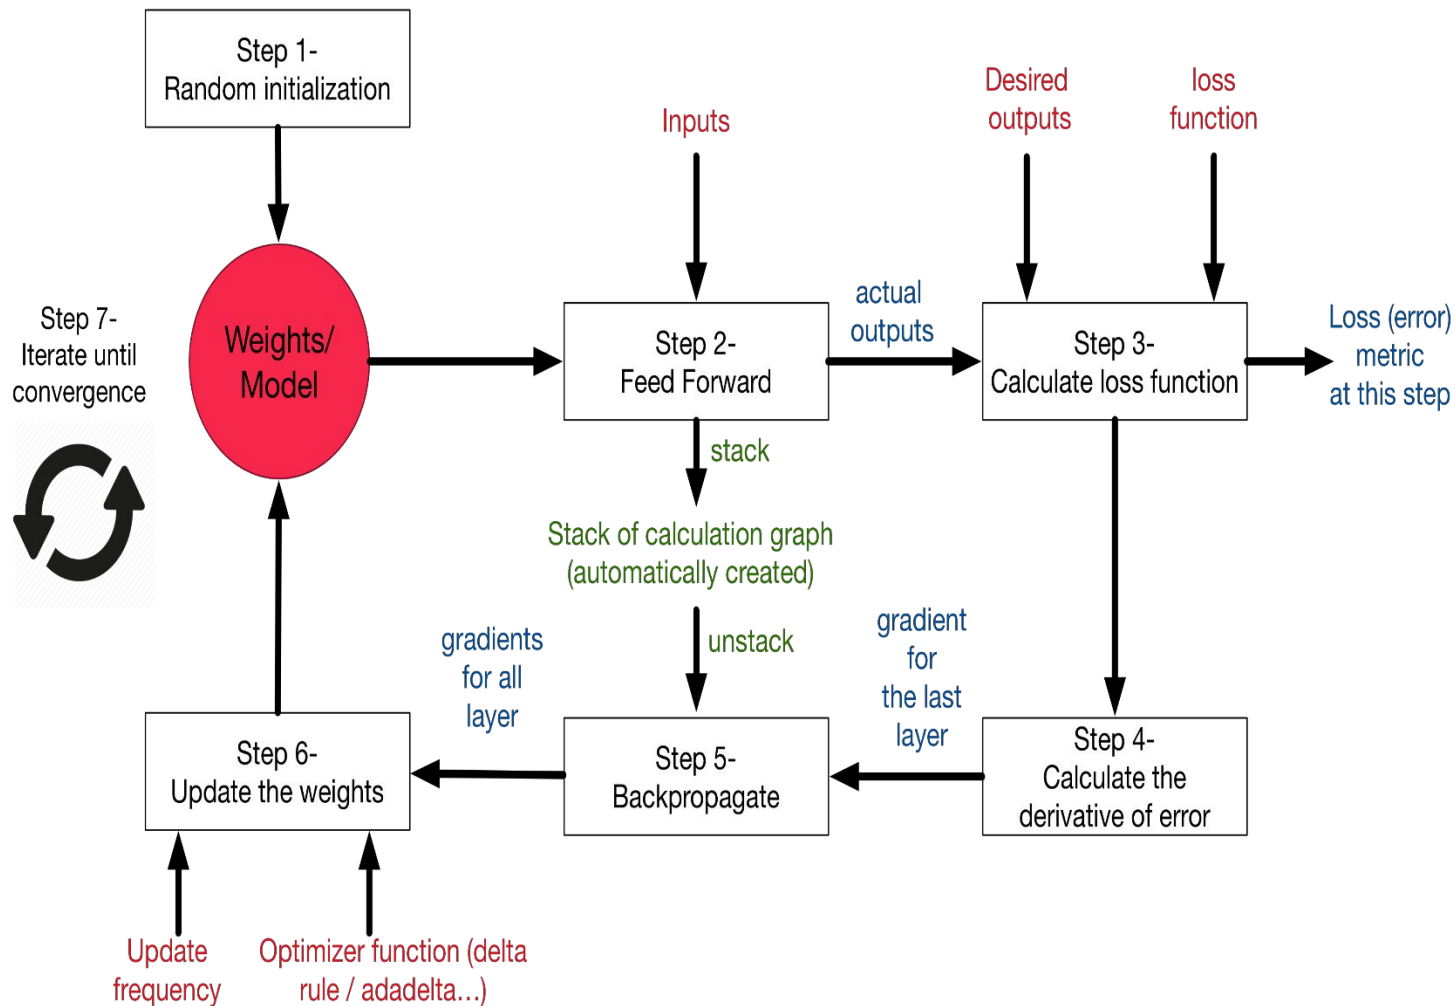 Step 1-
Random initialization
Inputs
Desired
outputs
loss
function
Step 7-
Iterate until
convergence
Weights/
Model
Step 2-
Feed Forward
actual
outputs
Step 3-
Calculate loss function
Loss (error)
metric
at this step
stack
Stack of calculation graph
(automatically created)
unstack
gradients
for all
layer
gradient
for
the last
layer
Step 6-
Update the weights
Step 5-
Backpropagate
Step 4-
Calculate the
derivative of error
Update
frequency
Optimizer function (delta
rule / adadelta...)